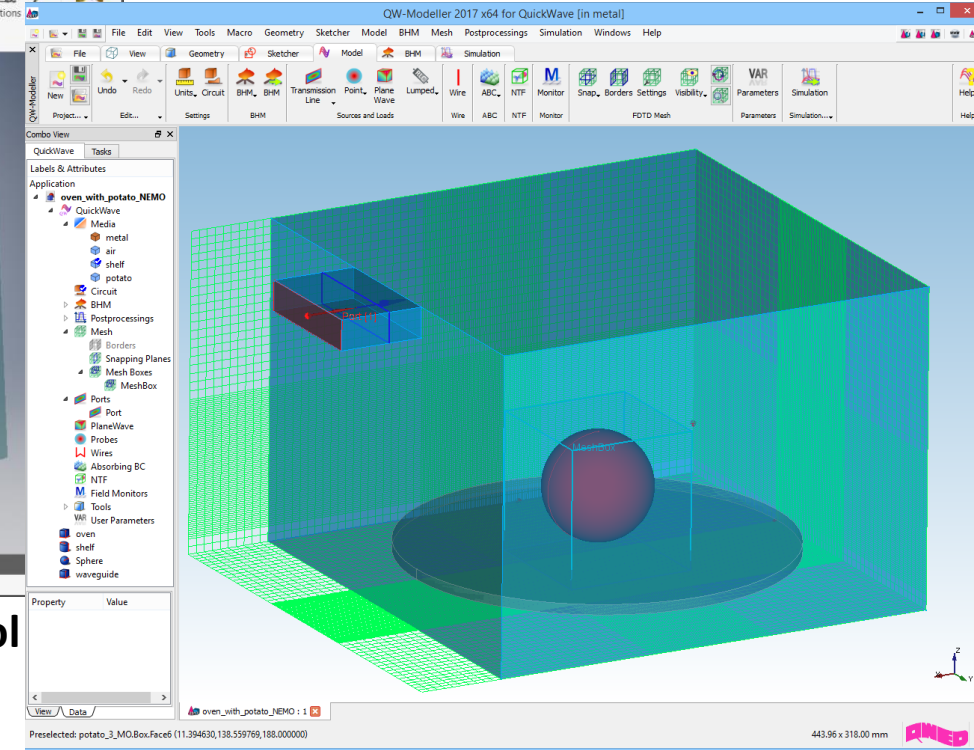 tions
QW-Modeller 2017 x64 for QuickWave [in metal]
File Edit View Tools Macro Geometry Sketcher Model BHM Mesh Postprocessings Simulation Windows Help
File View Geometry Sketcher Model BHM Simulation
QW-Modeller
New Undo Redo Units Circuit BHM BHM Transmission Line Point Plane Wave Lumped Wire ABC NTF Monitor Snap Borders Settings Visibility Parameters Simulation Help
M VAR
Project... Edit... Settings BHM Sources and Loads Wire ABC NTF Monitor FDTD Mesh Parameters Simulation... Help
Combo View
QuickWave Tasks
Labels & Attributes
Application
oven_with_potato_NEMO
QuickWave
Media
metal
air
shelf
potato
Circuit
BHM
Postprocessings
Mesh
Borders
Snapping Planes
Mesh Boxes
MeshBox
Ports
Port
PlaneWave
Probes
Wires
Absorbing BC
NTF
M Field Monitors
Tools
VAR User Parameters
oven
shelf
Sphere
waveguide
Property Value
View Data
ol
MeshBox
Z
X Y
oven_with_potato_NEMO : 1
Preselected: potato_3_MO.Box.Face6 (11.394630,138.559769,188.000000)
443.96 x 318.00 mm
QWED